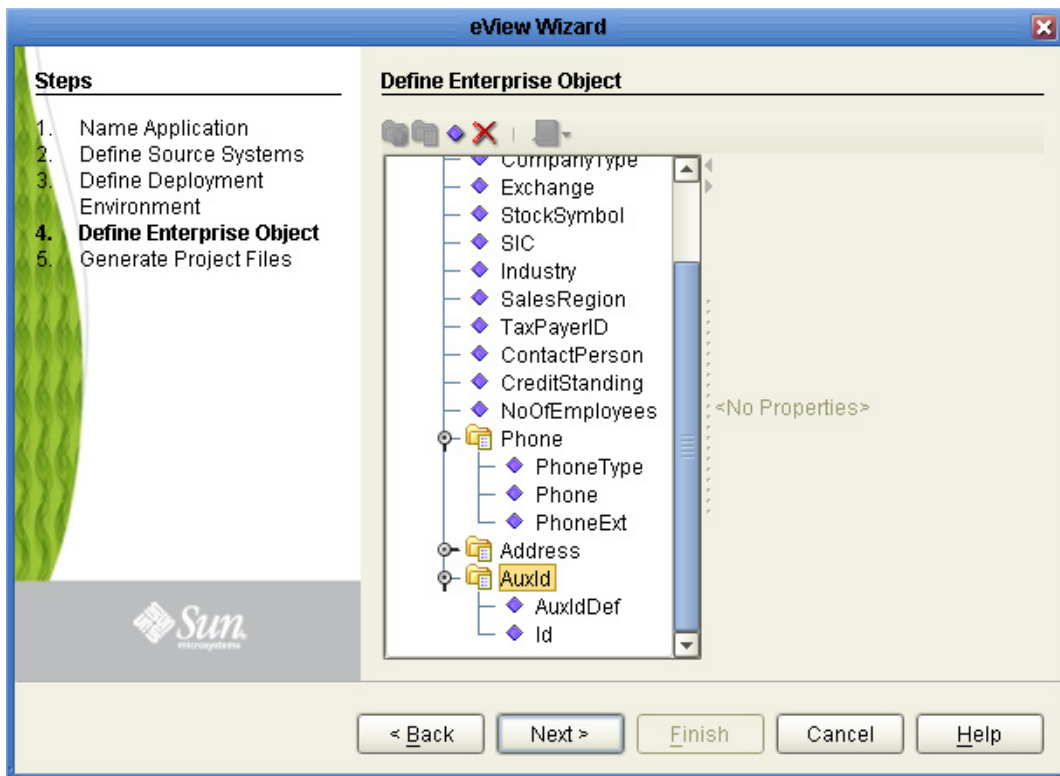 eView Wizard
Steps
1. Name Application
2. Define Source Systems
3. Define Deployment
Environment
4. Define Enterprise Object
5. Generate Project Files
Sun
microsystems
Define Enterprise Object
CompanyType
Exchange
StockSymbol
SIC
Industry
SalesRegion
TaxPayerID
ContactPerson
CreditStanding
NoOfEmployees
Phone
PhoneType
Phone
PhoneExt
Address
AuxId
AuxIdDef
Id
<No Properties>
< Back
Next >
Finish
Cancel
Help